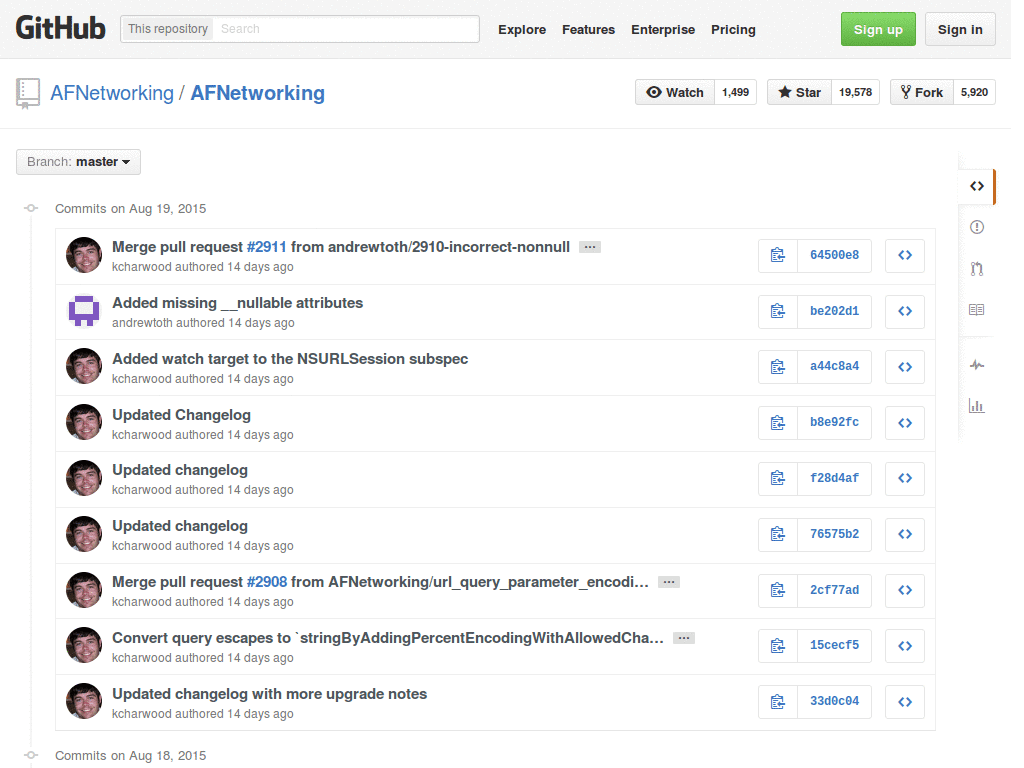 GitHub This repository Search Explore Features Enterprise Pricing Sign up Sign in
AFNetworking / AFNetworking Watch 1,499 Star 19,578 Fork 5,920
Branch: master
Commits on Aug 19, 2015
Merge pull request #2911 from andrewtoth/2910-incorrect-nonnull …
kcharwood authored 14 days ago
64500e8
Added missing __nullable attributes
andrewtoth authored 14 days ago
be202d1
Added watch target to the NSURLSession subspec
kcharwood authored 14 days ago
a44c8a4
Updated Changelog
kcharwood authored 14 days ago
b8e92fc
Updated changelog
kcharwood authored 14 days ago
f28d4af
Updated changelog
kcharwood authored 14 days ago
76575b2
Merge pull request #2908 from AFNetworking/url_query_parameter_encodi… …
kcharwood authored 14 days ago
2cf77ad
Convert query escapes to `stringByAddingPercentEncodingWithAllowedCha… …
kcharwood authored 14 days ago
15cecf5
Updated changelog with more upgrade notes
kcharwood authored 14 days ago
33d0c04
Commits on Aug 18, 2015